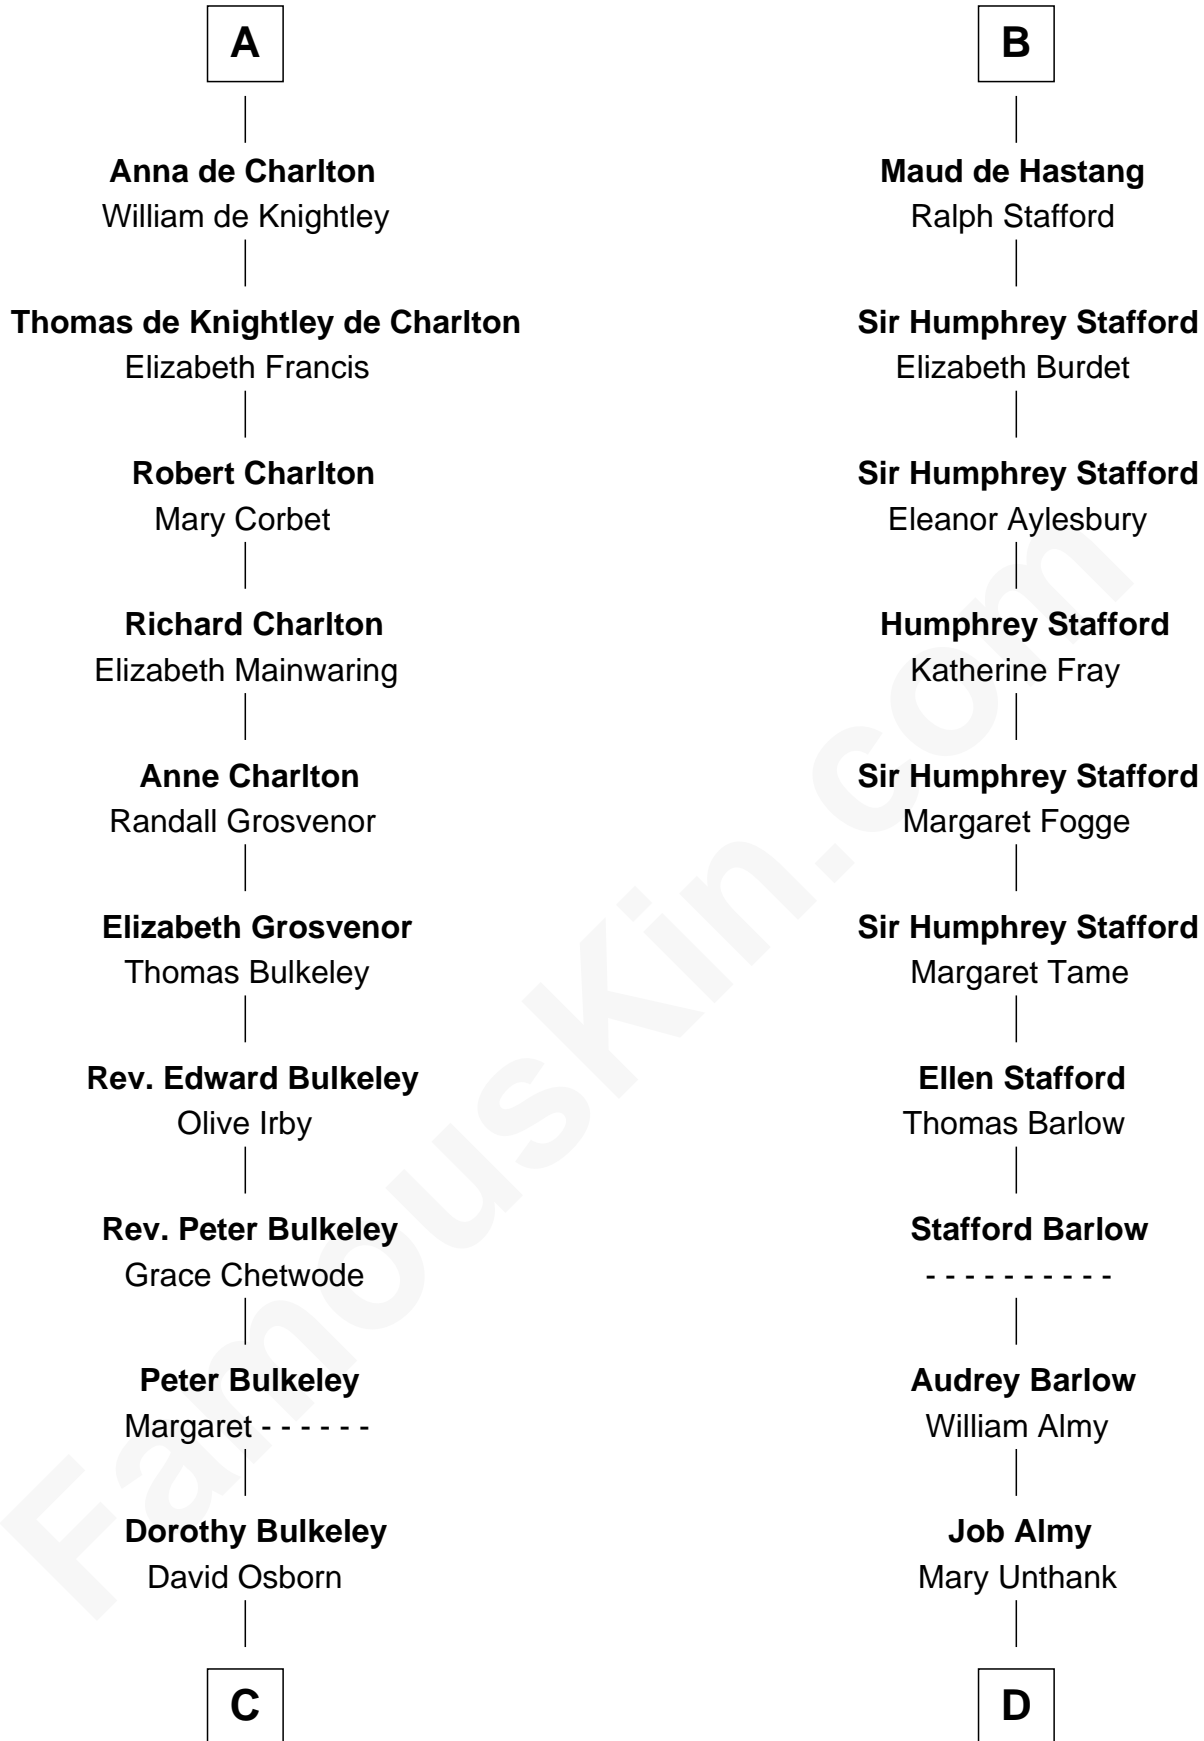 A
Anna de Charlton
William de Knightley
Thomas de Knightley de Charlton
Elizabeth Francis
Robert Charlton
Mary Corbet
Richard Charlton
Elizabeth Mainwaring
Anne Charlton
Randall Grosvenor
Elizabeth Grosvenor
Thomas Bulkeley
Rev. Edward Bulkeley
Olive Irby
Rev. Peter Bulkeley
Grace Chetwode
Peter Bulkeley
Margaret - - - - - -
Dorothy Bulkeley
David Osborn
C
B
Maud de Hastang
Ralph Stafford
Sir Humphrey Stafford
Elizabeth Burdet
Sir Humphrey Stafford
Eleanor Aylesbury
Humphrey Stafford
Katherine Fray
Sir Humphrey Stafford
Margaret Fogge
Sir Humphrey Stafford
Margaret Tame
Ellen Stafford
Thomas Barlow
Stafford Barlow
- - - - - - - - - -
Audrey Barlow
William Almy
Job Almy
Mary Unthank
D
FamousKin.com